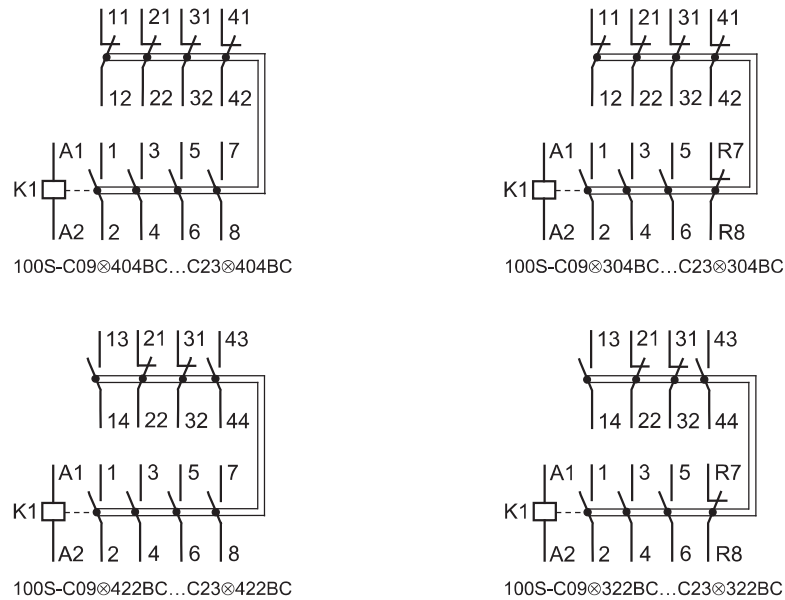 11 21 31 41
12 22 32 42
A1 1 3 5 7
K1
A2 2 4 6 8
100S-C09⊗404BC...C23⊗404BC
11 21 31 41
12 22 32 42
A1 1 3 5 R7
K1
A2 2 4 6 R8
100S-C09⊗304BC...C23⊗304BC
13 21 31 43
14 22 32 44
A1 1 3 5 7
K1
A2 2 4 6 8
100S-C09⊗422BC...C23⊗422BC
13 21 31 43
14 22 32 44
A1 1 3 5 R7
K1
A2 2 4 6 R8
100S-C09⊗322BC...C23⊗322BC